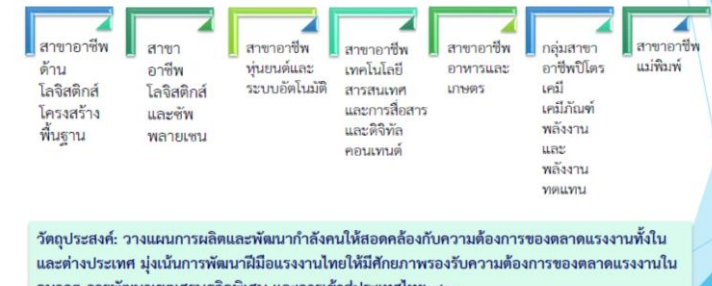 สาขาอาชีพ
ด้าน
โลจิสติกส์
โครงสร้าง
พื้นฐาน
สาขา
อาชีพ
โลจิสติกส์
และซัพ
พลายเชน
สาขาอาชีพ
หุ่นยนต์และ
ระบบอัตโนมัติ
สาขาอาชีพ
เทคโนโลยี
สารสนเทศ
และการสื่อสาร
และดิจิทัล
คอนเทนต์
สาขาอาชีพ
อาหารและ
เกษตร
กลุ่มสาขา
อาชีพปิโตร
เคมี
เคมีภัณฑ์
พลังงาน
และ
พลังงาน
ทดแทน
สาขาอาชีพ
แม่พิมพ์
วัตถุประสงค์: วางแผนการผลิตและพัฒนากำลังคนให้สอดคล้องกับความต้องการของตลาดแรงงานทั้งใน
และต่างประเทศ มุ่งเน้นการพัฒนาฝีมือแรงงานไทยให้มีศักยภาพรองรับความต้องการของตลาดแรงงานใน